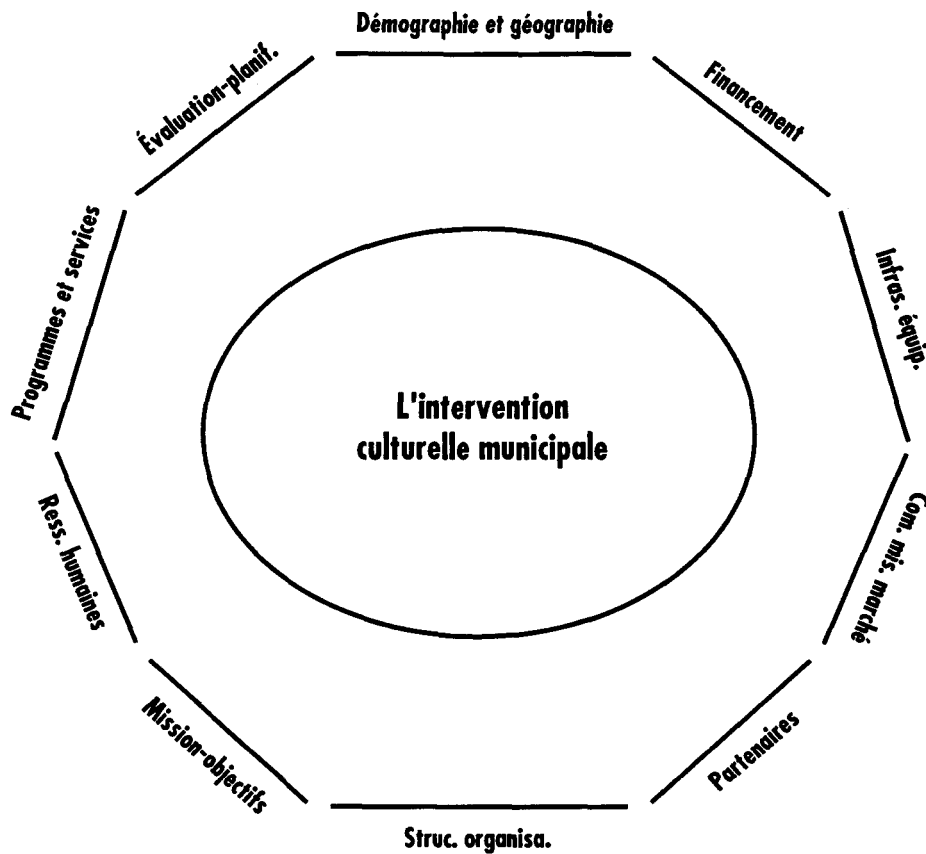 Démographie et géographie
Financement
Infras. équip.
Com. mis. marché
Partenaires
Struc. organisa.
Mission-objectifs
Ress. humaines
Programmes et services
Évaluation-planif.
L'intervention
culturelle municipale